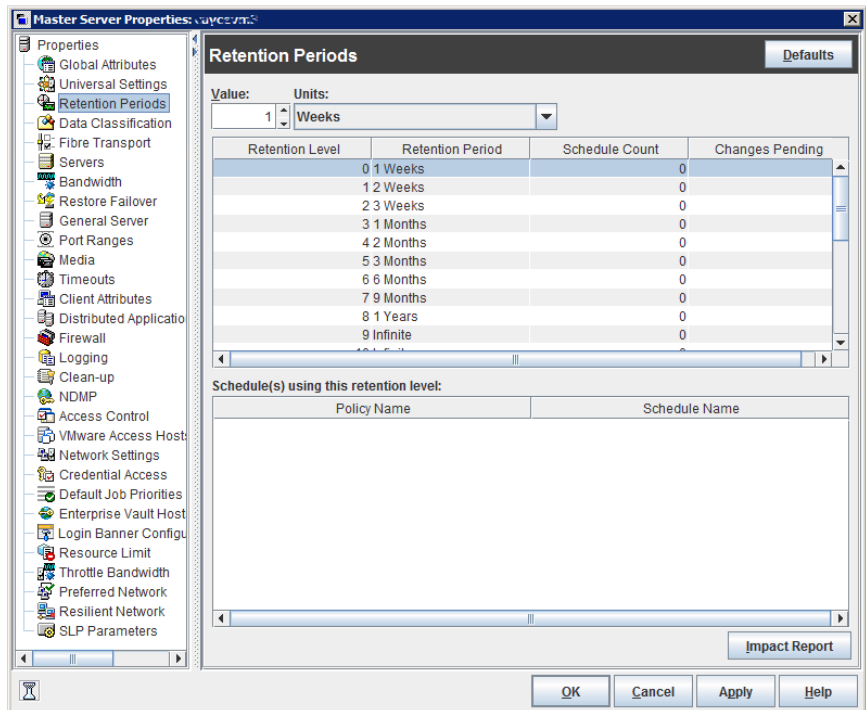 Master Server Properties:
Properties
Global Attributes
Universal Settings
Retention Periods
Data Classification
Fibre Transport
Servers
Bandwidth
Restore Failover
General Server
Port Ranges
Media
Timeouts
Client Attributes
Distributed Applicatio
Firewall
Logging
Clean-up
NDMP
Access Control
VMware Access Hosts
Network Settings
Credential Access
Default Job Priorities
Enterprise Vault Host
Login Banner Configu
Resource Limit
Throttle Bandwidth
Preferred Network
Resilient Network
SLP Parameters
Retention Periods
Defaults
Value: Units:
1 Weeks
Retention Level Retention Period Schedule Count Changes Pending
0 1 Weeks 0
1 2 Weeks 0
2 3 Weeks 0
3 1 Months 0
4 2 Months 0
5 3 Months 0
6 6 Months 0
7 9 Months 0
8 1 Years 0
9 Infinite 0
Schedule(s) using this retention level:
Policy Name Schedule Name
Impact Report
OK Cancel Apply Help